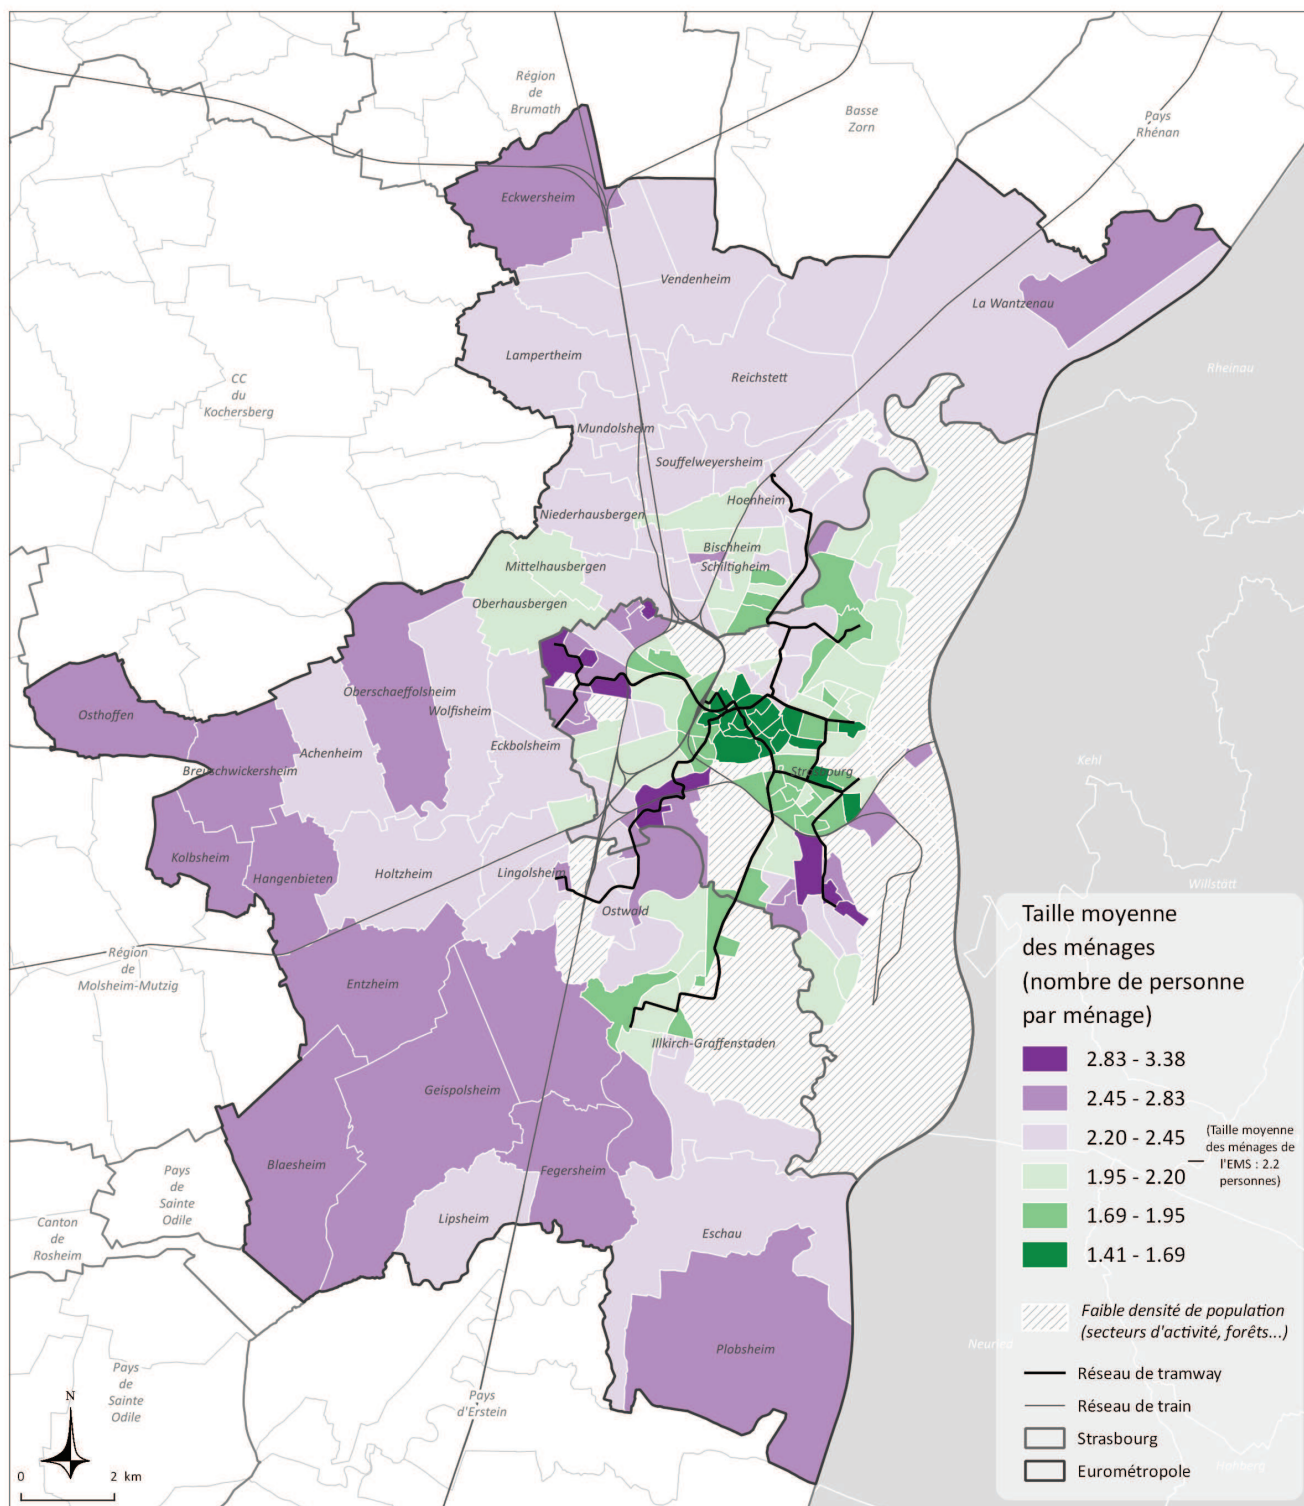 Région
de
Brumath
Basse
Zorn
Pays
Rhénan
Eckwersheim
Vendenheim
La Wantzenau
Lampertheim
Reichstett
Rheinau
CC
du
Kochersberg
Mundolsheim
Souffelweyersheim
Hoenheim
Niederhausbergen
Bischheim
Mittelhausbergen
Schiltigheim
Oberhausbergen
Oberschaeffolsheim
Wolfisheim
Osthoffen
Achenheim
Eckbolsheim
Breuschwickersheim
Strasbourg
Kehl
Kolbsheim
Hangenbieten
Holtzheim
Lingolsheim
Willstätt
Ostwald
Région
de
Molsheim-Mutzig
Entzheim
Illkirch-Graffenstaden
Geispolsheim
Blaesheim
Fegersheim
Pays
de
Sainte
Odile
Lipsheim
Canton
de
Rosheim
Eschau
Plobsheim
Neuried
Pays
de
Sainte
Odile
Pays
d'Erstein
Hohberg
N
0 2 km
Taille moyenne
des ménages
(nombre de personne
par ménage)
2.83 - 3.38
2.45 - 2.83
2.20 - 2.45
1.95 - 2.20
1.69 - 1.95
1.41 - 1.69
(Taille moyenne
des ménages de
l'EMS : 2.2
personnes)
Faible densité de population
(secteurs d'activité, forêts...)
Réseau de tramway
Réseau de train
Strasbourg
Eurométropole